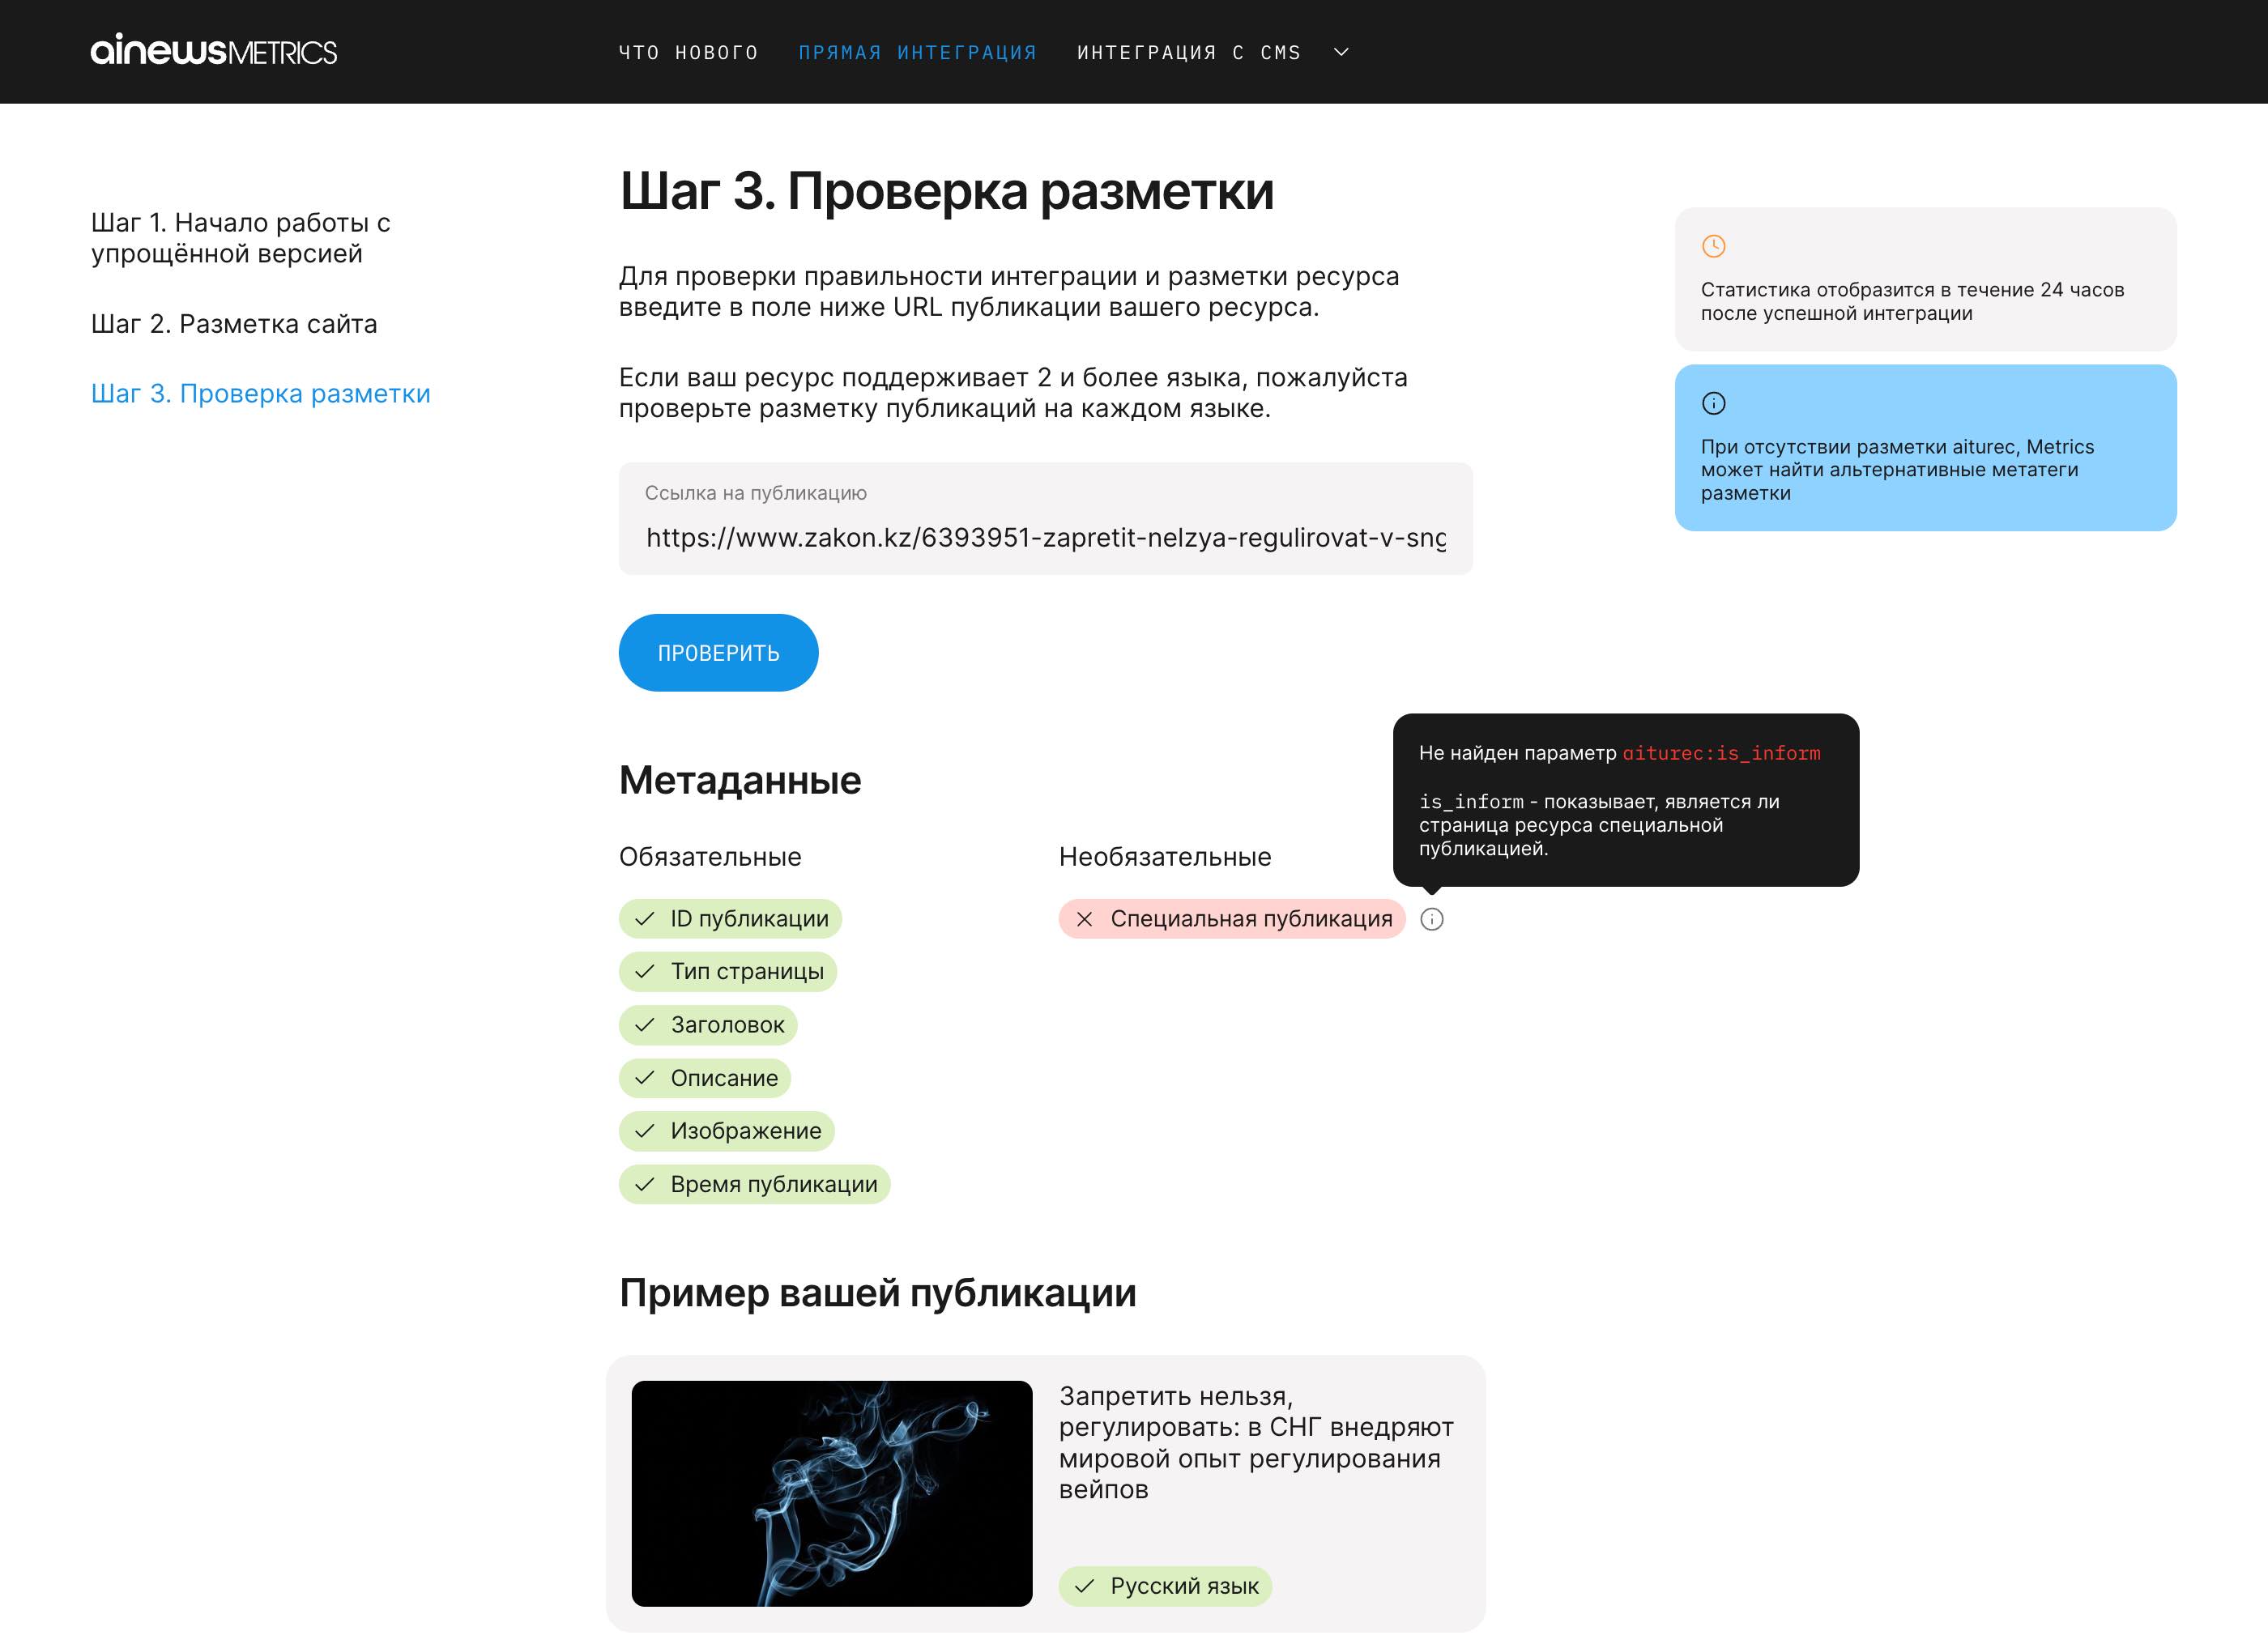 ainewsMETRICS
ЧТО НОВОГО
ПРЯМАЯ ИНТЕГРАЦИЯ
ИНТЕГРАЦИЯ С CMS
Шаг 1. Начало работы с
упрощённой версией
Шаг 2. Разметка сайта
Шаг 3. Проверка разметки
Шаг 3. Проверка разметки
Для проверки правильности интеграции и разметки ресурса
введите в поле ниже URL публикации вашего ресурса.
Если ваш ресурс поддерживает 2 и более языка, пожалуйста
проверьте разметку публикаций на каждом языке.
Ссылка на публикацию
https://www.zakon.kz/6393951-zapretit-nelzya-regulirovat-v-sng
ПРОВЕРИТЬ
Статистика отобразится в течение 24 часов
после успешной интеграции
При отсутствии разметки aiturec, Metrics
может найти альтернативные метатеги
разметки
Метаданные
Обязательные
ID публикации
Тип страницы
Заголовок
Описание
Изображение
Время публикации
Необязательные
Специальная публикация
Не найден параметр aiturec:is_inform
is_inform - показывает, является ли
страница ресурса специальной
публикацией.
Пример вашей публикации
Запретить нельзя,
регулировать: в СНГ внедряют
мировой опыт регулирования
вейпов
Русский язык